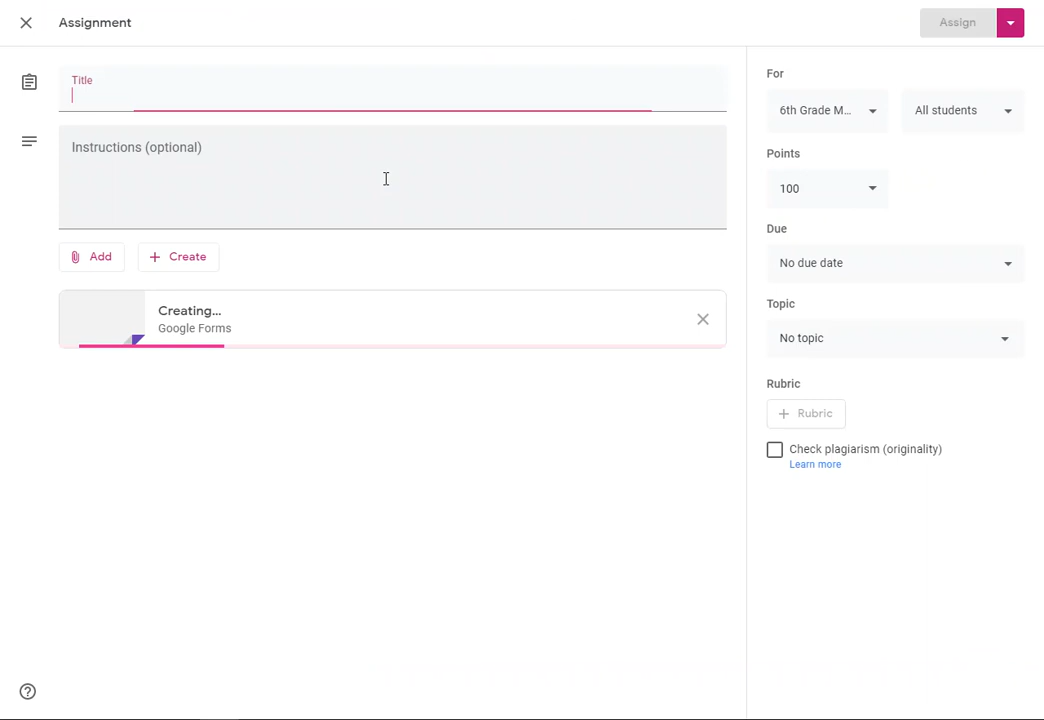 Assignment
Assign
Title
Instructions (optional)
Add
Create
Creating...
Google Forms
For
6th Grade M...
All students
Points
100
Due
No due date
Topic
No topic
Rubric
Rubric
Check plagiarism (originality)
Learn more